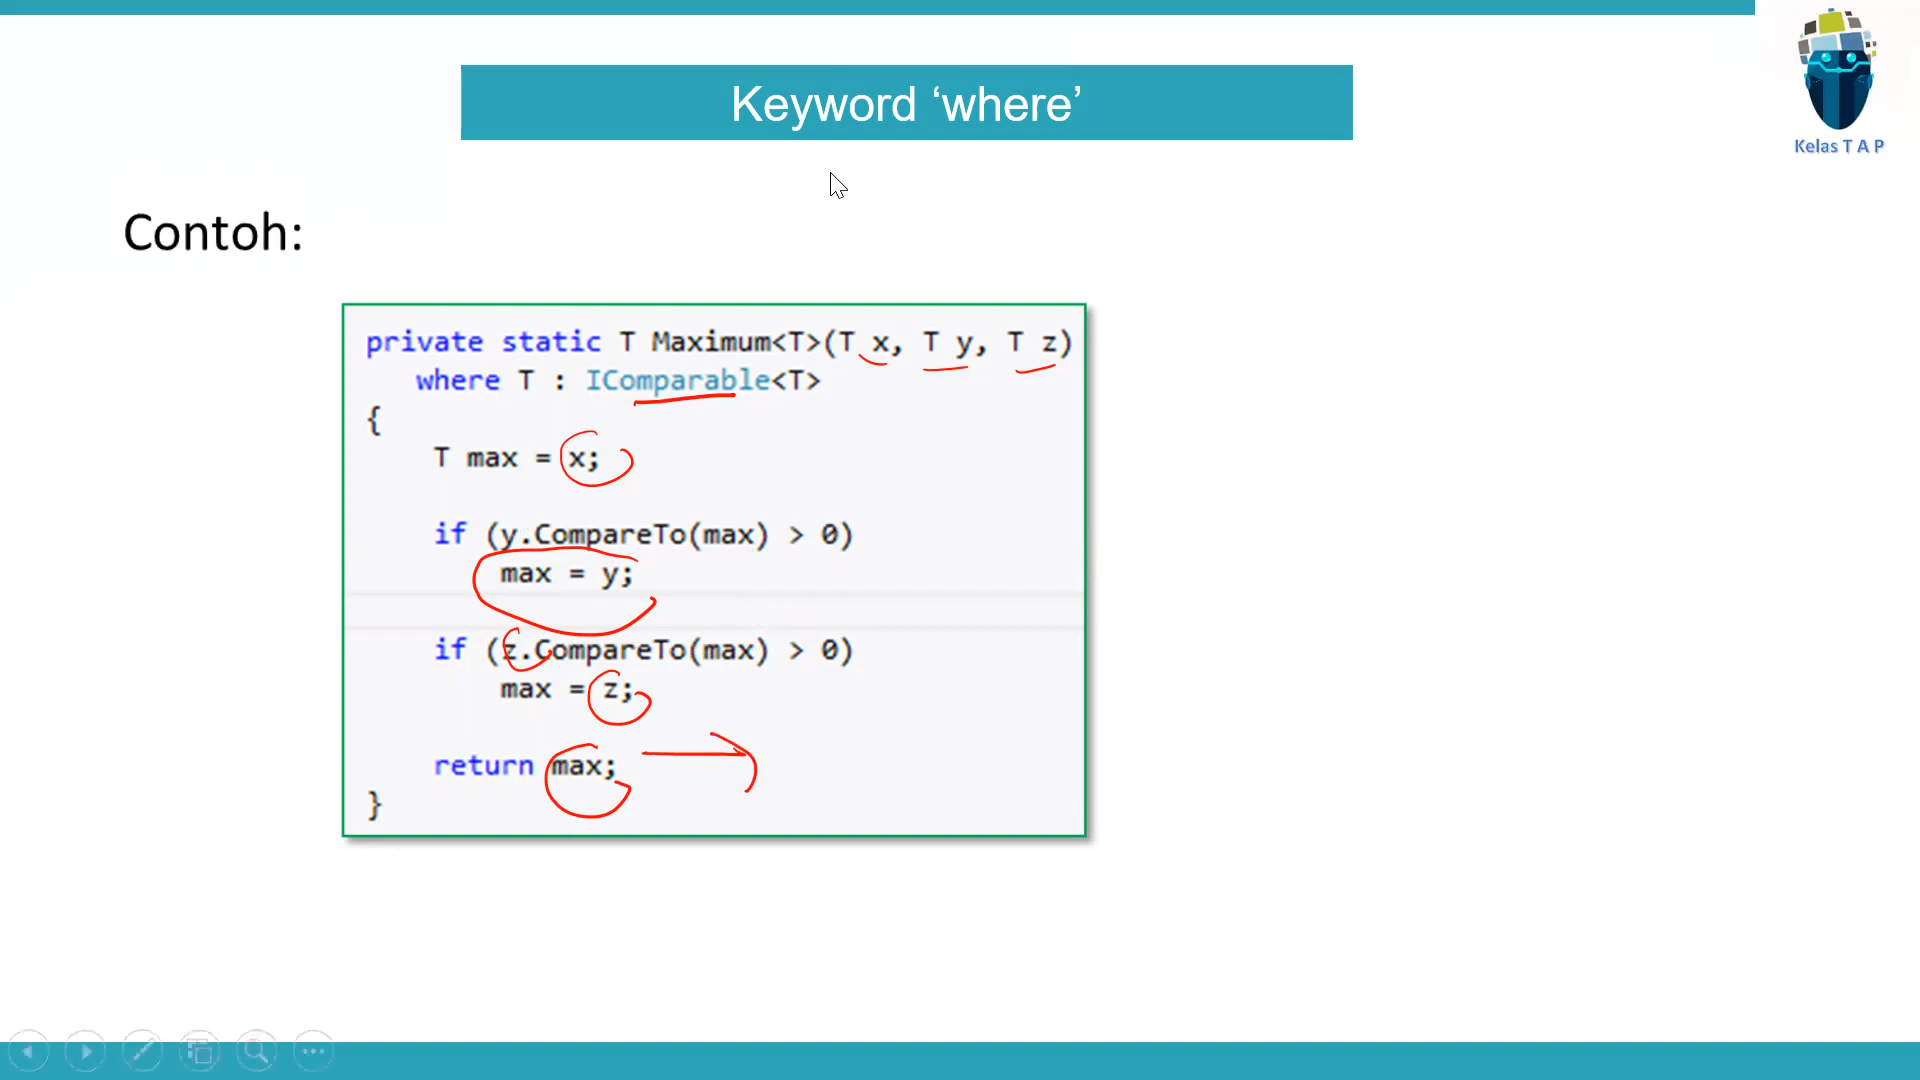 Keyword ‘where’
Kelas T A P
Contoh:
private static T Maximum<T>(T x, T y, T z)
where T : IComparable<T>
{
T max = x;
if (y.CompareTo(max) > 0)
max = y;
if (z.CompareTo(max) > 0)
max = z;
return max;
}